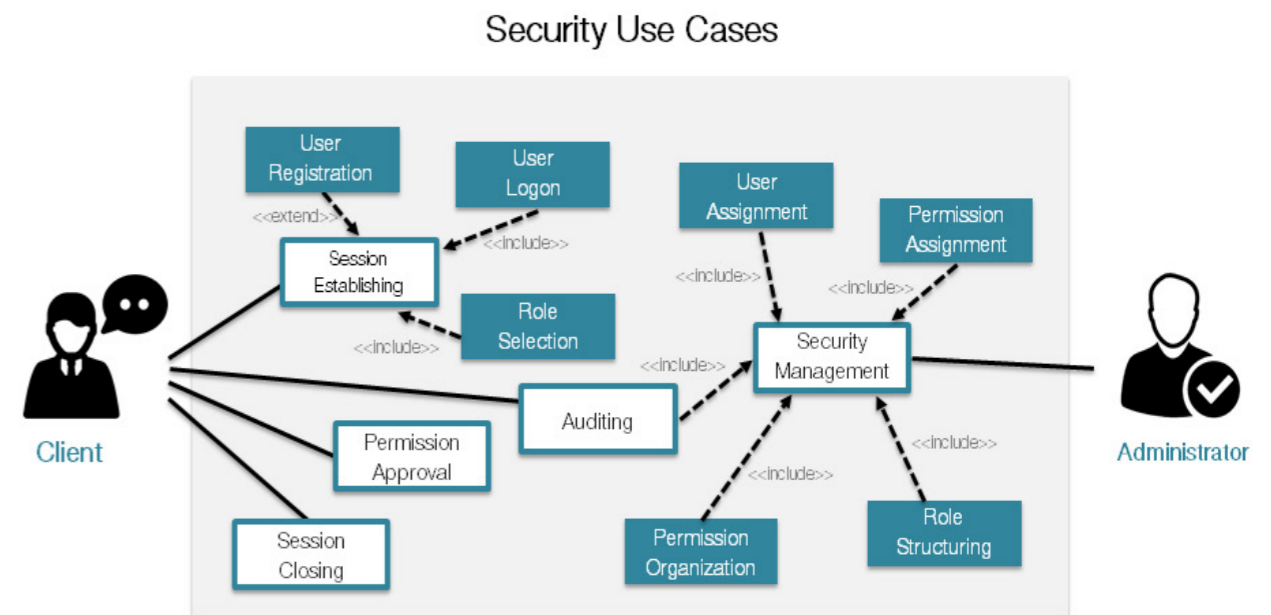 Security Use Cases
User
Registration
User
Logon
<<extend>>
<<include>>
Session
Establishing
Role
Selection
<<include>>
User
Assignment
Permission
Assignment
<<include>>
<<include>>
Security
Management
<<include>>
Auditing
Permission
Approval
Session
Closing
<<include>>
<<include>>
Permission
Organization
Role
Structuring
Client
Administrator